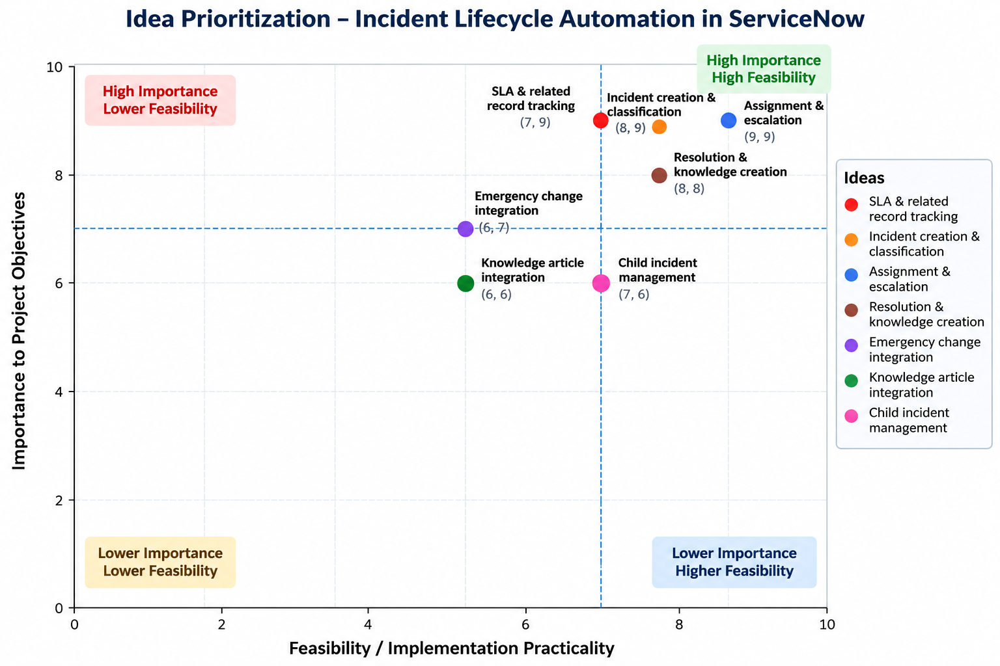 Idea Prioritization – Incident Lifecycle Automation in ServiceNow
High Importance
Lower Feasibility
High Importance
High Feasibility
SLA & related
record tracking
(7, 9)
Incident creation &
classification
(8, 9)
Assignment &
escalation
(9, 9)
Resolution &
knowledge creation
(8, 8)
Emergency change
integration
(6, 7)
Knowledge article
integration
(6, 6)
Child incident
management
(7, 6)
Lower Importance
Lower Feasibility
Lower Importance
Higher Feasibility
Importance to Project Objectives
10
8
6
4
2
0
0
2
4
6
8
10
Feasibility / Implementation Practicality
Ideas
SLA & related
record tracking
Incident creation &
classification
Assignment &
escalation
Resolution &
knowledge creation
Emergency change
integration
Knowledge article
integration
Child incident
management